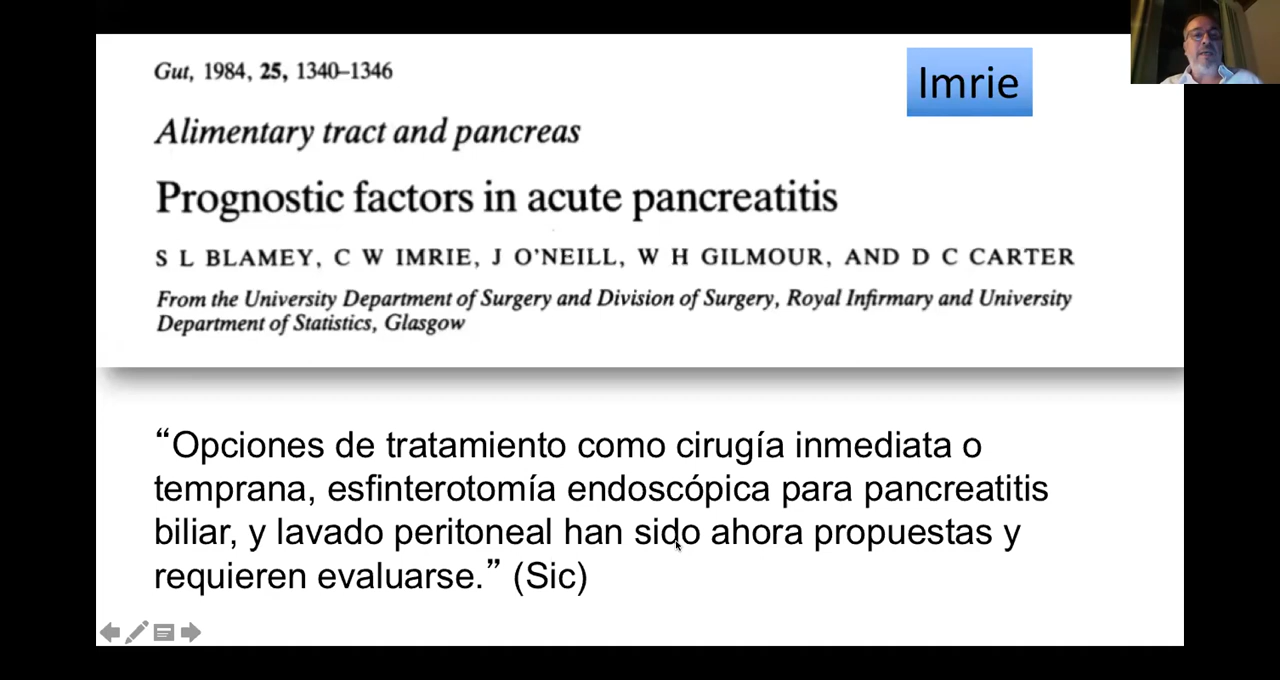 Gut, 1984, 25, 1340–1346
Imrie
Alimentary tract and pancreas
Prognostic factors in acute pancreatitis
S L BLAMEY, C W IMRIE, J O'NEILL, W H GILMOUR, AND D C CARTER
From the University Department of Surgery and Division of Surgery, Royal Infirmary and University
Department of Statistics, Glasgow
“Opciones de tratamiento como cirugía inmediata o
temprana, esfinterotomía endoscópica para pancreatitis
biliar, y lavado peritoneal han sido ahora propuestas y
requieren evaluarse.” (Sic)